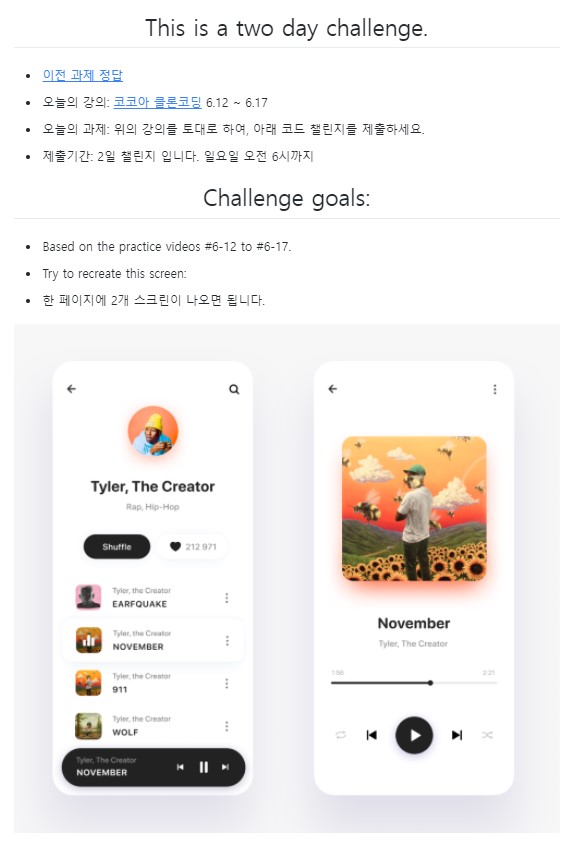 This is a two day challenge.
이전 과제 정답
오늘의 강의: 코코아 클론코딩 6.12 ~ 6.17
오늘의 과제: 위의 강의를 토대로 하여, 아래 코드 챌린지를 제출하세요.
제출기간: 2일 챌린지 입니다. 일요일 오전 6시까지
Challenge goals:
Based on the practice videos #6-12 to #6-17.
Try to recreate this screen:
한 페이지에 2개 스크린이 나오면 됩니다.
Tyler, The Creator
Rap, Hip-Hop
Shuffle
212 971
Tyler, the Creator
EARFQUAKE
Tyler, the Creator
NOVEMBER
Tyler, the Creator
911
Tyler, the Creator
WOLF
Tyler, The Creator
NOVEMBER
November
Tyler, The Creator
1:56
2:21